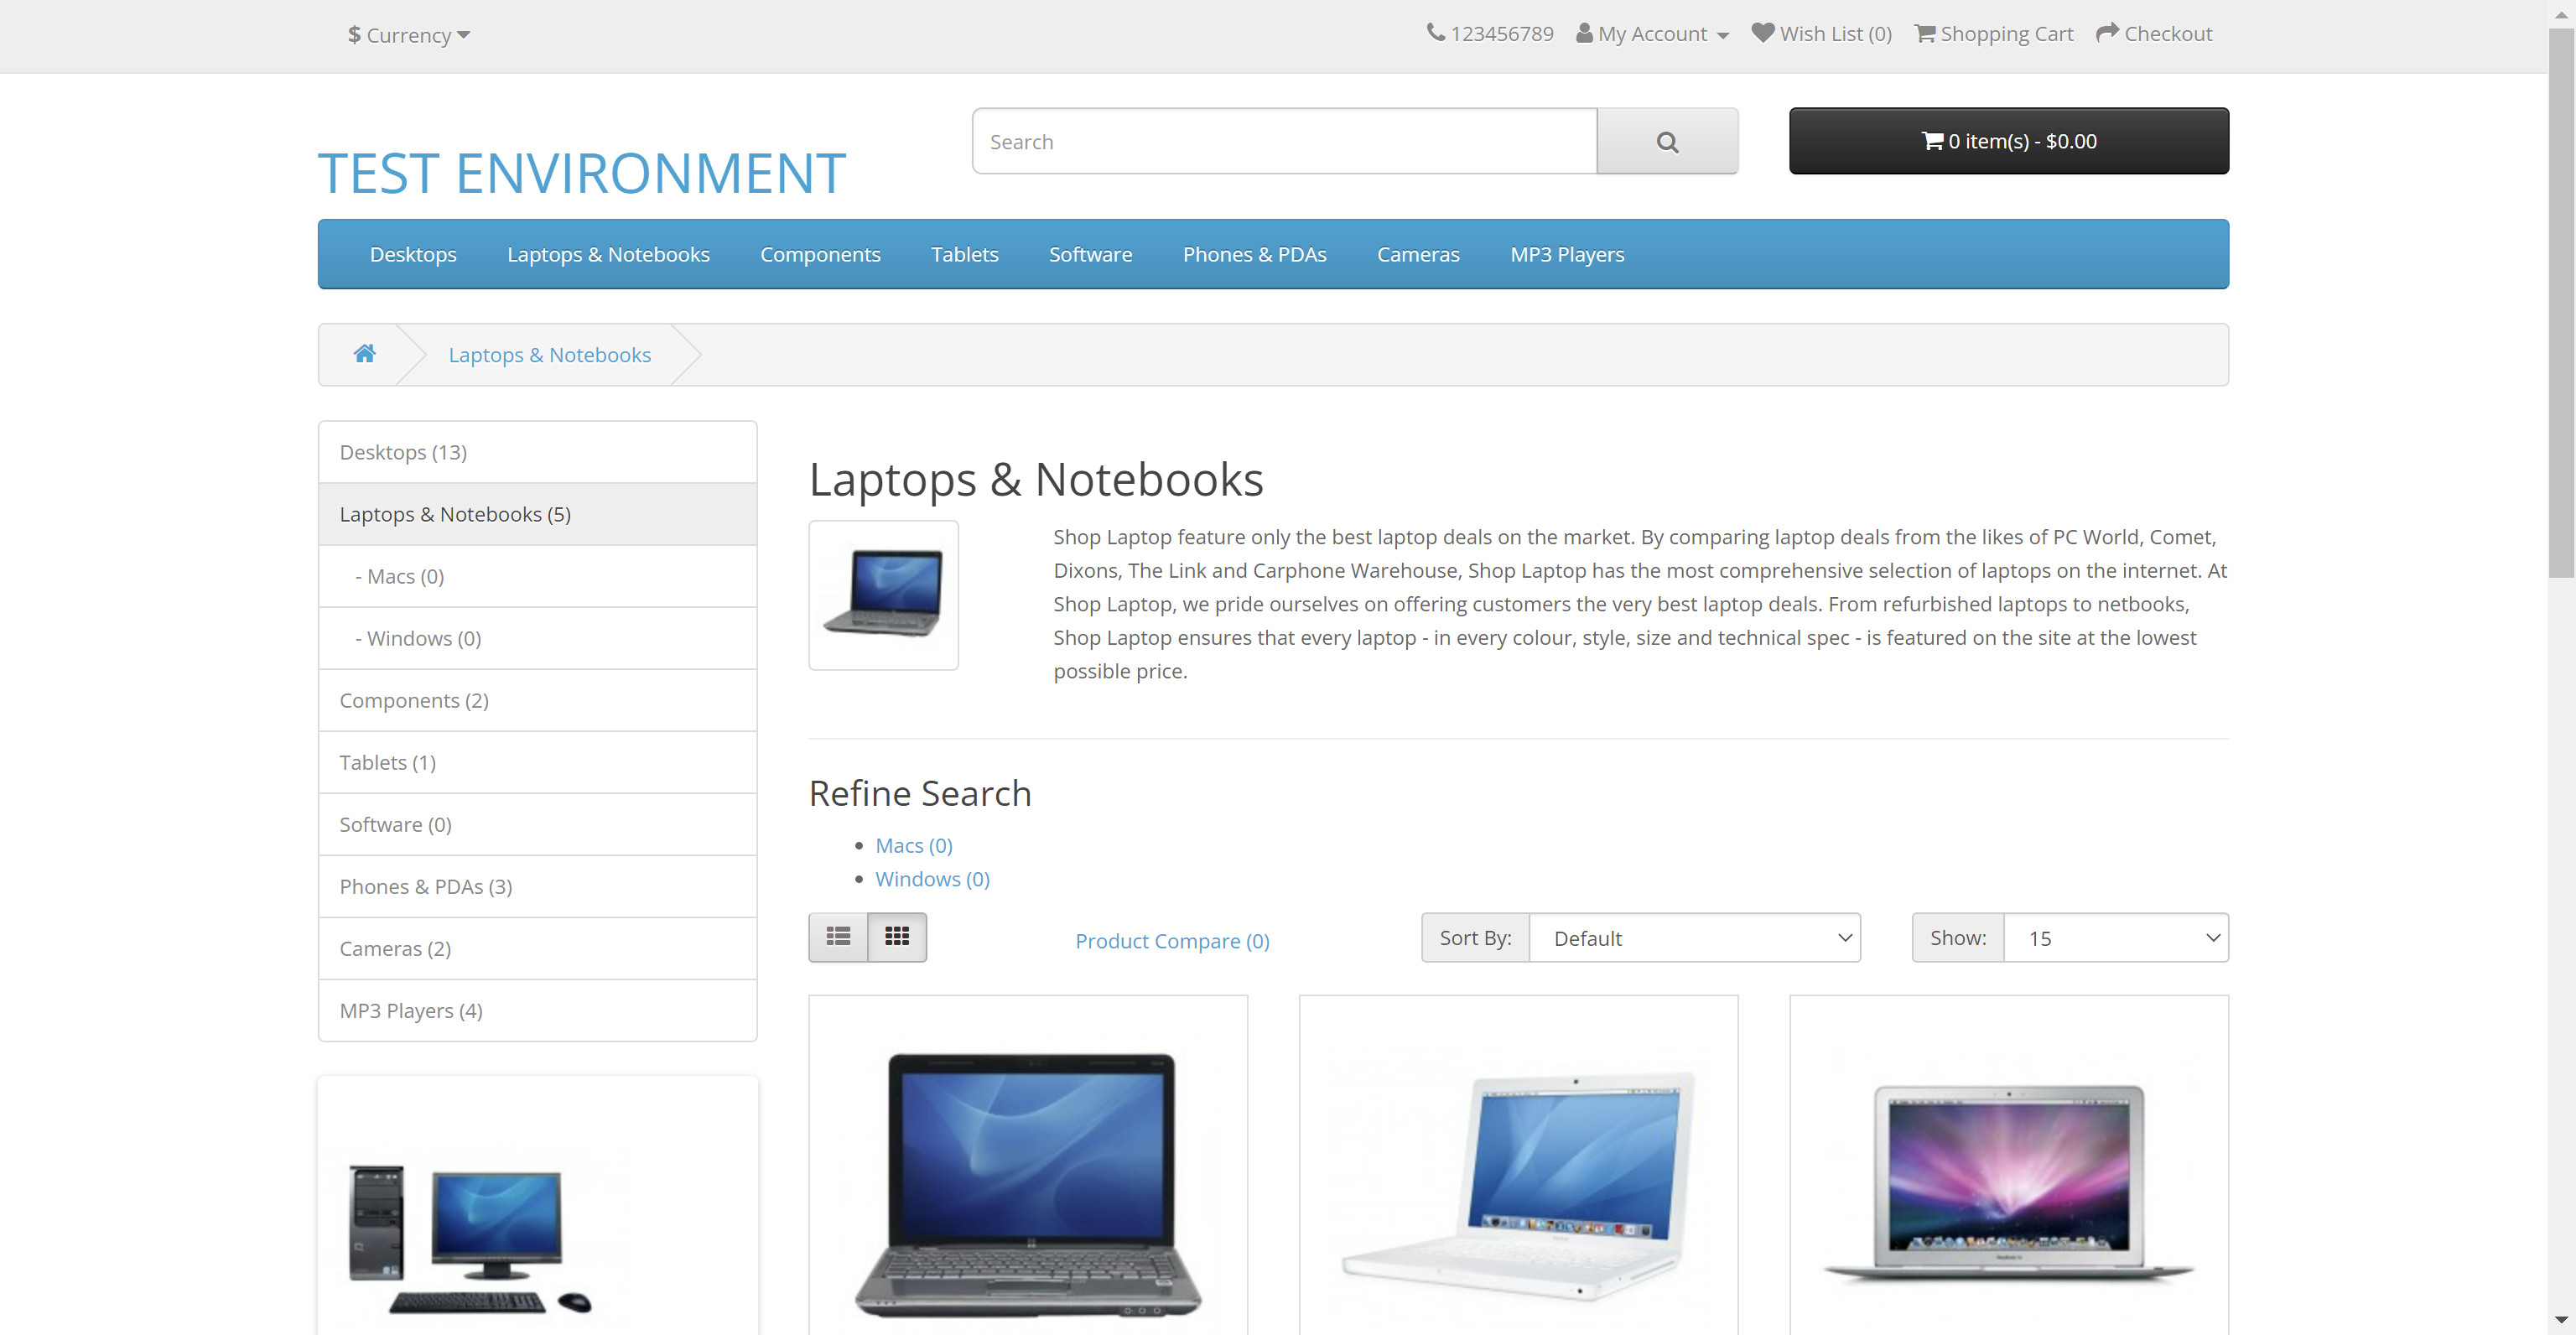 $ Currency
123456789 My Account Wish List (0) Shopping Cart Checkout
TEST ENVIRONMENT
Search
0 item(s) - $0.00
Desktops Laptops & Notebooks Components Tablets Software Phones & PDAs Cameras MP3 Players
Laptops & Notebooks
Desktops (13)
Laptops & Notebooks (5)
- Macs (0)
- Windows (0)
Components (2)
Tablets (1)
Software (0)
Phones & PDAs (3)
Cameras (2)
MP3 Players (4)
Laptops & Notebooks
Shop Laptop feature only the best laptop deals on the market. By comparing laptop deals from the likes of PC World, Comet,
Dixons, The Link and Carphone Warehouse, Shop Laptop has the most comprehensive selection of laptops on the internet. At
Shop Laptop, we pride ourselves on offering customers the very best laptop deals. From refurbished laptops to netbooks,
Shop Laptop ensures that every laptop - in every colour, style, size and technical spec - is featured on the site at the lowest
possible price.
Refine Search
Macs (0)
Windows (0)
Product Compare (0)
Sort By: Default
Show: 15